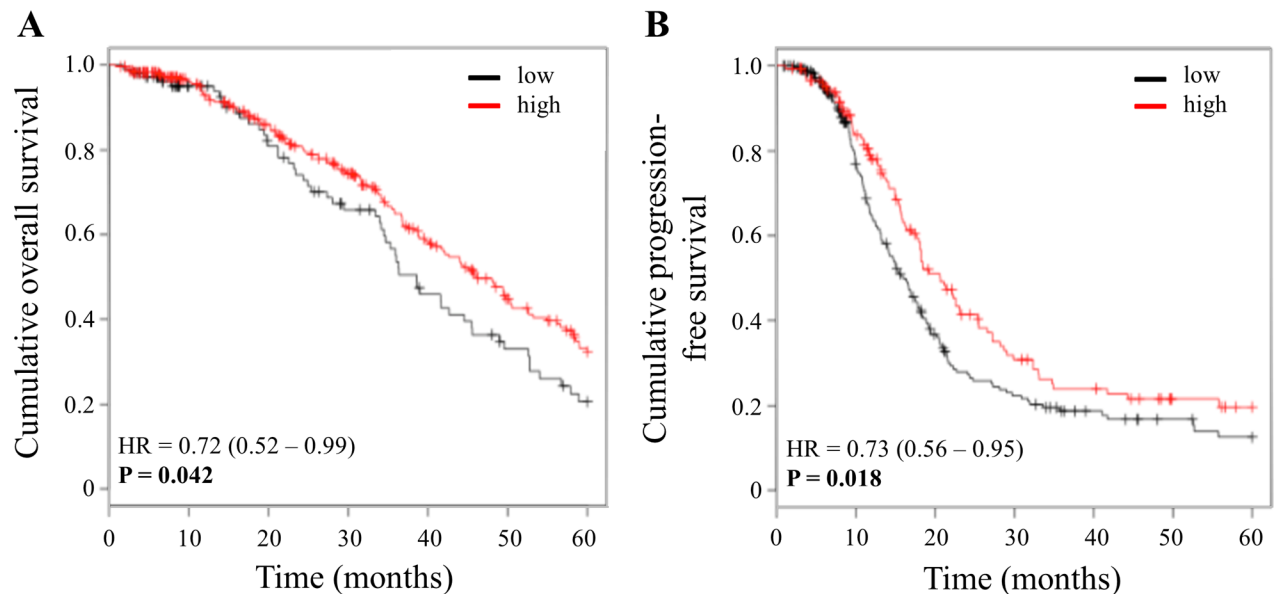 A
Cumulative overall survival
1.0
0.8
0.6
0.4
0.2
0
low
high
HR = 0.72 (0.52 – 0.99)
P = 0.042
0 10 20 30 40 50 60
Time (months)
B
Cumulative progression-
free survival
1.0
0.8
0.6
0.4
0.2
0
low
high
HR = 0.73 (0.56 – 0.95)
P = 0.018
0 10 20 30 40 50 60
Time (months)